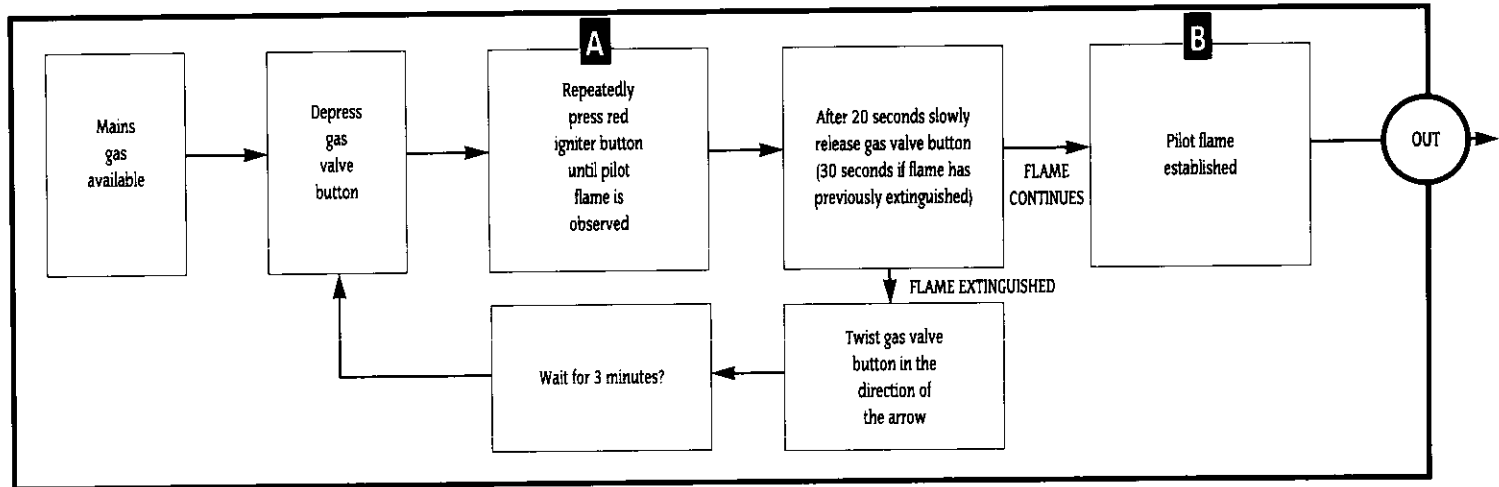 A
B
Mains
gas
available
Depress
gas
valve
button
Repeatedly
press red
igniter button
until pilot
flame is
observed
After 20 seconds slowly
release gas valve button
(30 seconds if flame has
previously extinguished)
FLAME
CONTINUES
Pilot flame
established
OUT
FLAME EXTINGUISHED
Twist gas valve
button in the
direction of
the arrow
Wait for 3 minutes?